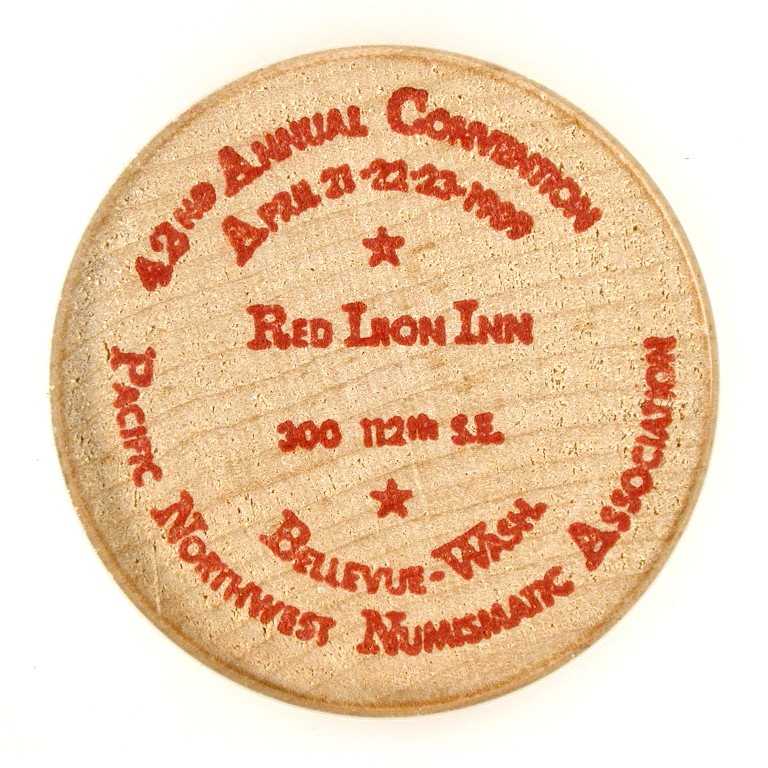 42ND ANNUAL CONVENTION
APRIL 21-22-23-1989
RED LION INN
300 112TH S.E.
BELLEVUE-WASH.
PACIFIC NORTHWEST NUMISMATIC ASSOCIATION